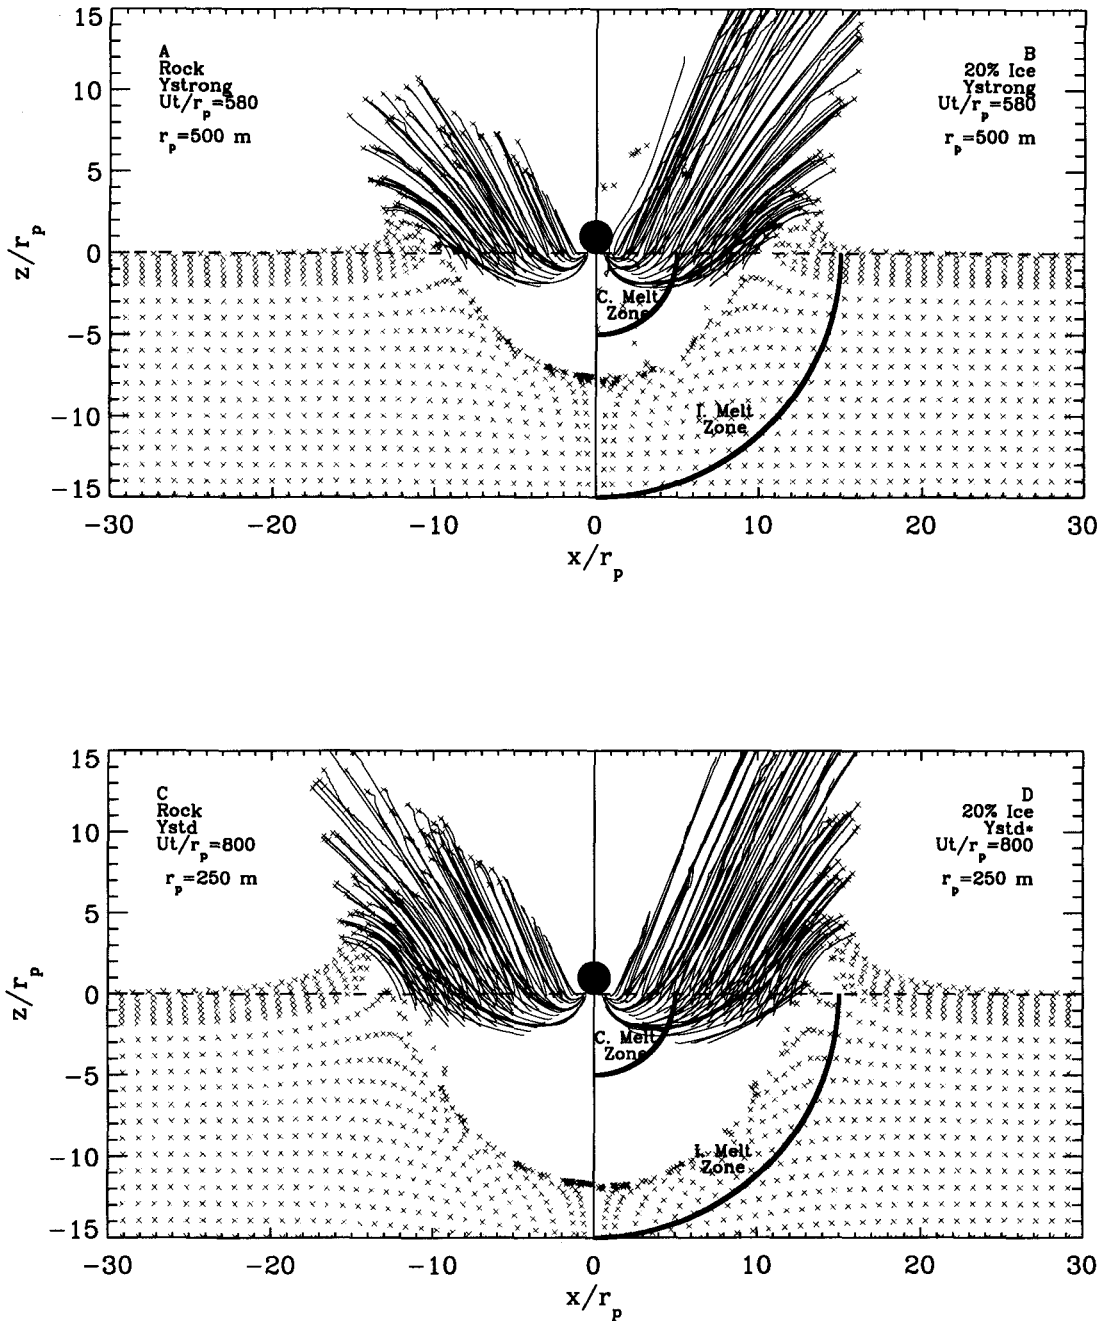 A
Rock
Ystrong
Ut/r_p=580
r_p=500 m
B
20% Ice
Ystrong
Ut/r_p=580
r_p=500 m
C. Melt
Zone
I. Melt
Zone
z/r_p
15
10
5
0
-5
-10
-15
-30
-20
-10
0
10
20
30
x/r_p
C
Rock
Ystd
Ut/r_p=800
r_p=250 m
D
20% Ice
Ystd*
Ut/r_p=800
r_p=250 m
C. Melt
Zone
I. Melt
Zone
z/r_p
15
10
5
0
-5
-10
-15
-30
-20
-10
0
10
20
30
x/r_p